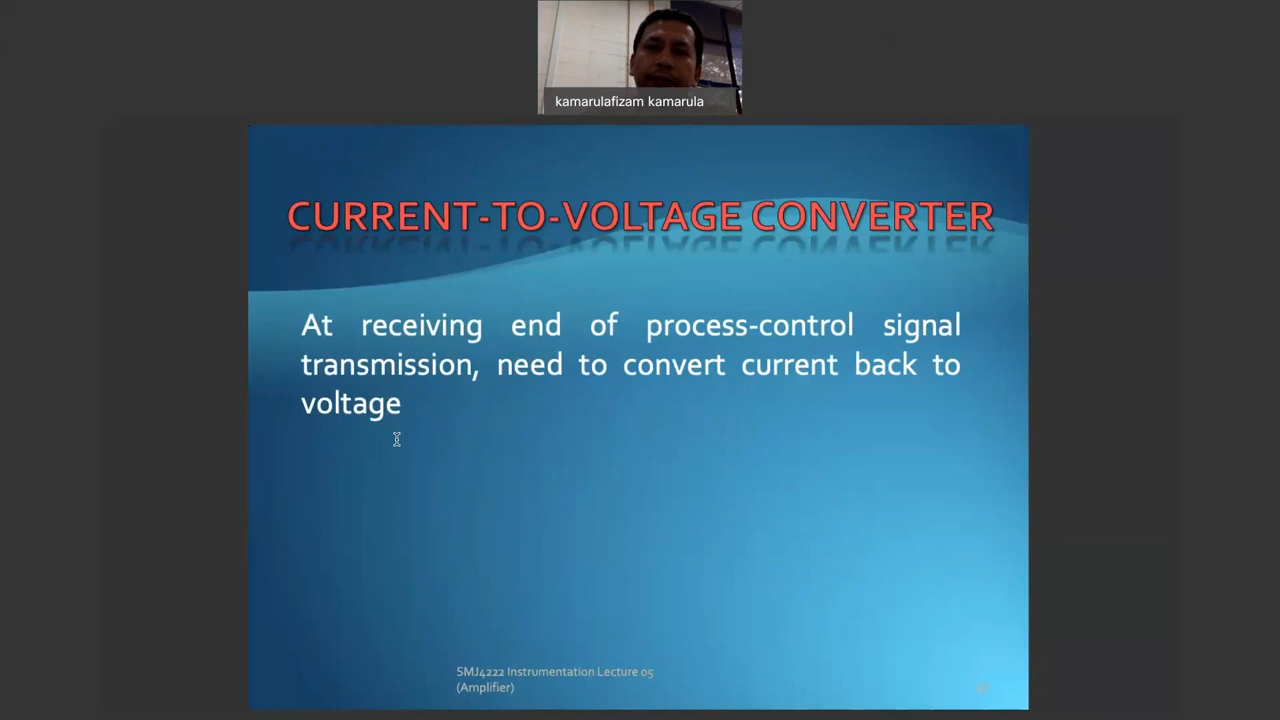 kamarulafizam kamarula
CURRENT-TO-VOLTAGE CONVERTER
At receiving end of process-control signal
transmission, need to convert current back to
voltage
SMJ4222 Instrumentation Lecture 05
(Amplifier)